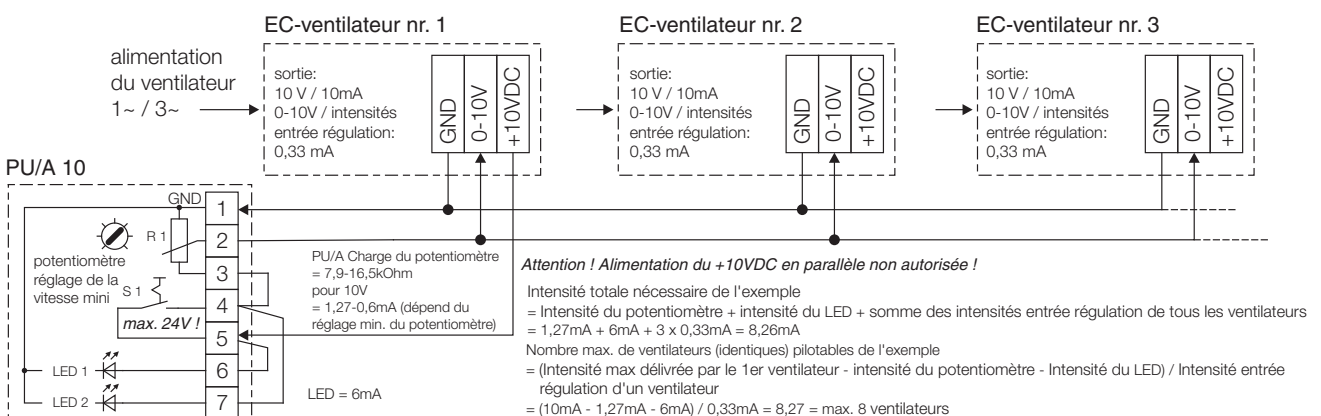 EC-ventilateur nr. 1
EC-ventilateur nr. 2
EC-ventilateur nr. 3
alimentation
du ventilateur
1~ / 3~
sortie:
10 V / 10mA
0-10V / intensités
entrée régulation:
0,33 mA
GND
0-10V
+10VDC
sortie:
10 V / 10mA
0-10V / intensités
entrée régulation:
0,33 mA
GND
0-10V
+10VDC
sortie:
10 V / 10mA
0-10V / intensités
entrée régulation:
0,33 mA
GND
0-10V
+10VDC
PU/A 10
GND
1
R 1
2
potentiomètre
réglage de la
vitesse mini
3
S 1
4
max. 24V !
5
LED 1
6
LED 2
7
PU/A Charge du potentiomètre
= 7,9-16,5kOhm
pour 10V
= 1,27-0,6mA (dépend du
réglage min. du potentiomètre)
LED = 6mA
Attention ! Alimentation du +10VDC en parallèle non autorisée !
Intensité totale nécessaire de l'exemple
= Intensité du potentiomètre + intensité du LED + somme des intensités entrée régulation de tous les ventilateurs
= 1,27mA + 6mA + 3 x 0,33mA = 8,26mA
Nombre max. de ventilateurs (identiques) pilotables de l'exemple
= (Intensité max délivrée par le 1er ventilateur - intensité du potentiomètre - Intensité du LED) / Intensité entrée
régulation d'un ventilateur
= (10mA - 1,27mA - 6mA) / 0,33mA = 8,27 = max. 8 ventilateurs